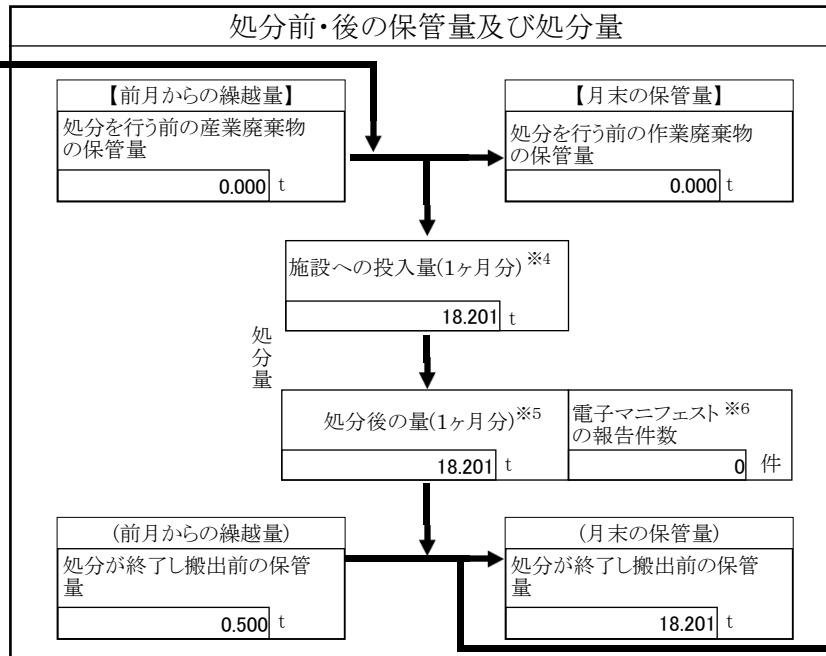 処分前・後の保管量及び処分量
【前月からの繰越量】
処分を行う前の産業廃棄物
の保管量
0.000 t
【月末の保管量】
処分を行う前の作業廃棄物
の保管量
0.000 t
施設への投入量(1ヶ月分)※4
18.201 t
処分量
処分後の量(1ヶ月分)※5
18.201 t
電子マニフェスト※6
の報告件数
0 件
(前月からの繰越量)
処分が終了し搬出前の保管
量
0.500 t
(月末の保管量)
処分が終了し搬出前の保管
量
18.201 t